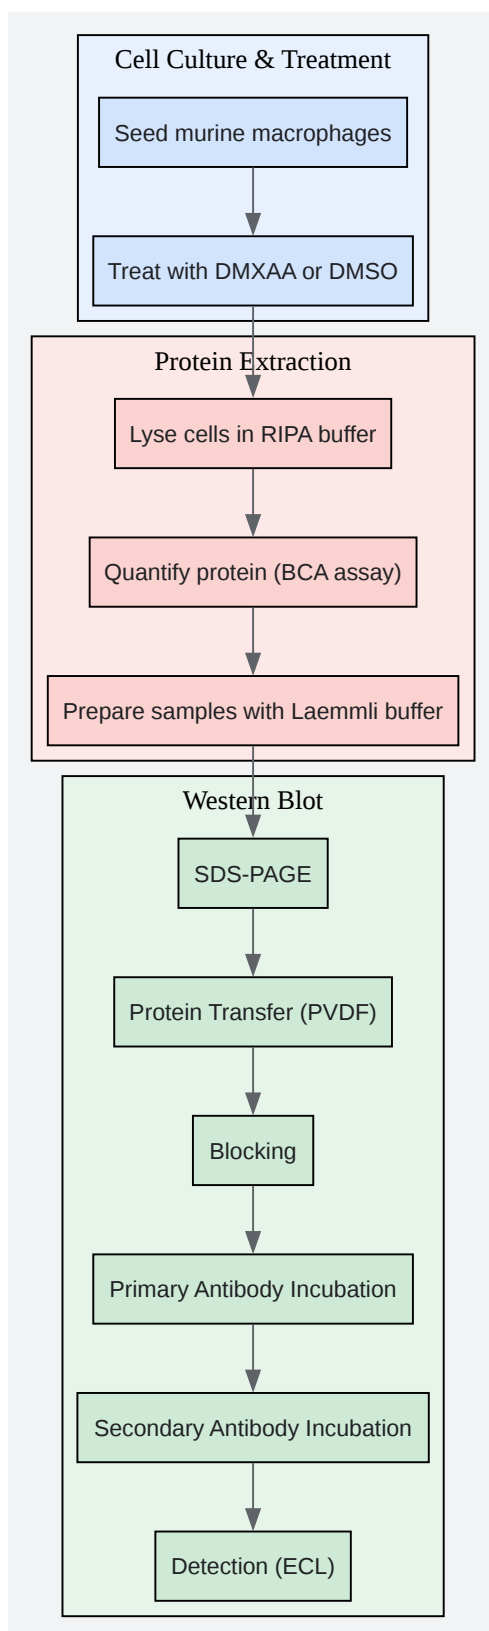 Cell Culture & Treatment
Seed murine macrophages
Treat with DMXAA or DMSO
Protein Extraction
Lyse cells in RIPA buffer
Quantify protein (BCA assay)
Prepare samples with Laemmli buffer
Western Blot
SDS-PAGE
Protein Transfer (PVDF)
Blocking
Primary Antibody Incubation
Secondary Antibody Incubation
Detection (ECL)